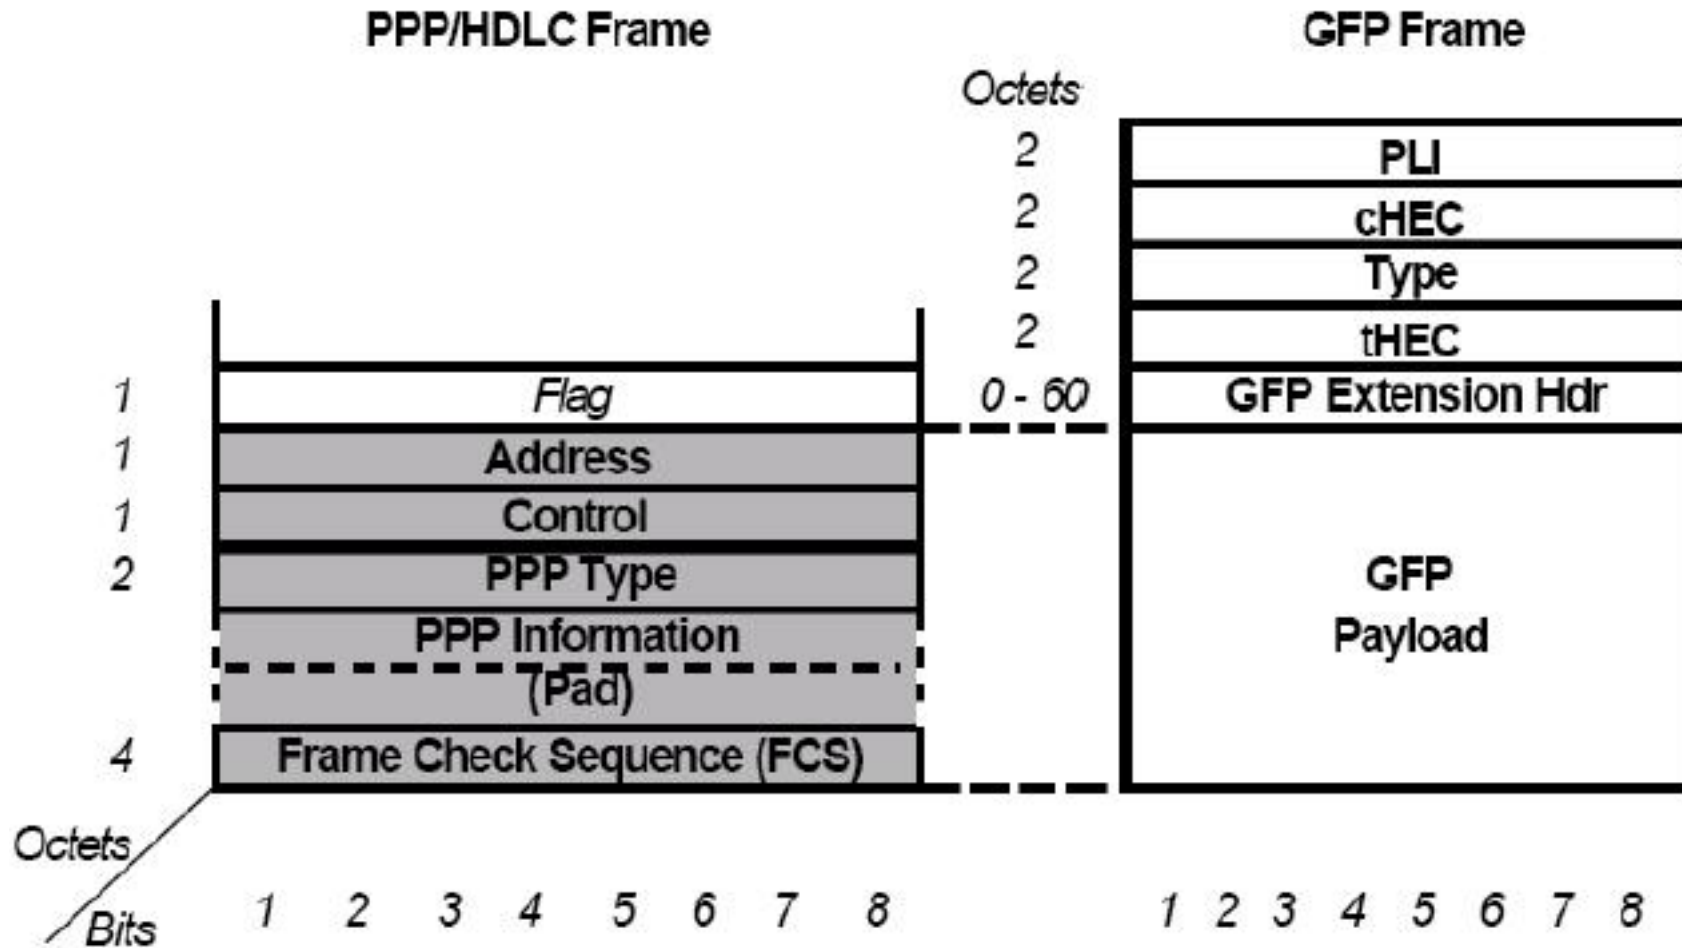 PPP/HDLC Frame
GFP Frame
Octets
2 PLI
2 cHEC
2 Type
2 tHEC
1 Flag 0 - 60 GFP Extension Hdr
1 Address
1 Control
2 PPP Type GFP
PPP Information Payload
(Pad)
4 Frame Check Sequence (FCS)
Octets
Bits 1 2 3 4 5 6 7 8 1 2 3 4 5 6 7 8